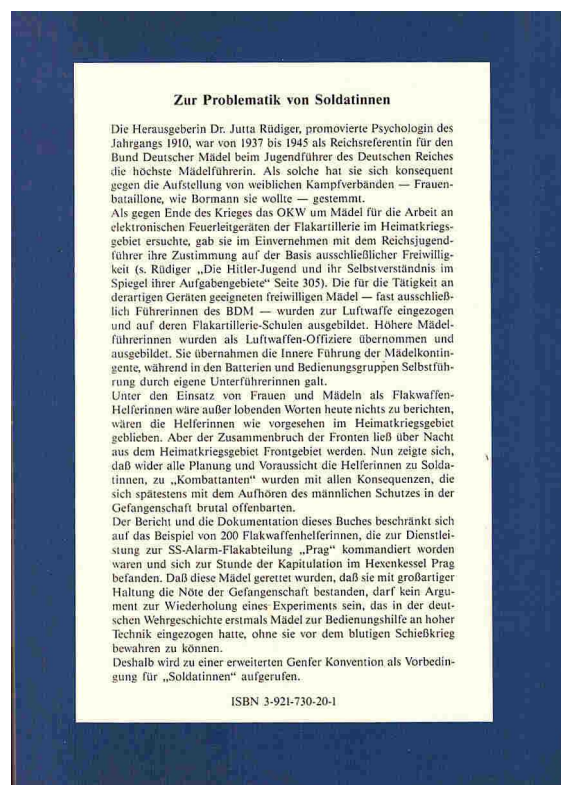 Zur Problematik von Soldatinnen
Die Herausgeberin Dr. Jutta Rüdiger, promovierte Psychologin des
Jahrgangs 1910, war von 1937 bis 1945 als Reichsreferentin für den
Bund Deutscher Mädel beim Jugendführer des Deutschen Reiches
die höchste Mädelführerin. Als solche hat sie sich konsequent
gegen die Aufstellung von weiblichen Kampfverbänden — Frauen-
bataillone, wie Bormann sie wollte — gestemmt.
Als gegen Ende des Krieges das OKW um Mädel für die Arbeit an
elektronischen Feuerleitgeräten der Flakartillerie im Heimatkriegs-
gebiet ersuchte, gab sie im Einvernehmen mit dem Reichsjugend-
führer ihre Zustimmung auf der Basis ausschließlicher Freiwillig-
keit (s. Rüdiger „Die Hitler-Jugend und ihr Selbstverständnis im
Spiegel ihrer Aufgabengebiete“ Seite 305). Die für die Tätigkeit an
derartigen Geräten geeigneten freiwilligen Mädel — fast ausschließ-
lich Führerinnen des BDM — wurden zur Luftwaffe eingezogen
und auf deren Flakartillerie-Schulen ausgebildet. Höhere Mädel-
führerinnen wurden als Luftwaffen-Offiziere übernommen und
ausgebildet. Sie übernahmen die Innere Führung der Mädelkontin-
gente, während in den Batterien und Bedienungsgruppen Selbstfüh-
rung durch eigene Unterführerinnen galt.
Unter den Einsatz von Frauen und Mädeln als Flakwaffen-
Helferinnen wäre außer lobenden Worten heute nichts zu berichten,
wären die Helferinnen wie vorgesehen im Heimatkriegsgebiet
geblieben. Aber der Zusammenbruch der Fronten ließ über Nacht
aus dem Heimatkriegsgebiet Frontgebiet werden. Nun zeigte sich,
daß wider alle Planung und Voraussicht die Helferinnen zu Solda-
tinnen, zu „Kombattanten“ wurden mit allen Konsequenzen, die
sich spätestens mit dem Aufhören des männlichen Schutzes in der
Gefangenschaft brutal offenbarten.
Der Bericht und die Dokumentation dieses Buches beschränkt sich
auf das Beispiel von 200 Flakwaffenhelferinnen, die zur Dienstlei-
stung zur SS-Alarm-Flakabteilung „Prag“ kommandiert worden
waren und sich zur Stunde der Kapitulation im Hexenkessel Prag
befanden. Daß diese Mädel gerettet wurden, daß sie mit großartiger
Haltung die Nöte der Gefangenschaft bestanden, darf kein Argu-
ment zur Wiederholung eines Experiments sein, das in der deut-
schen Wehrgeschichte erstmals Mädel zur Bedienungshilfe an hoher
Technik eingezogen hatte, ohne sie vor dem blutigen Schießkrieg
bewahren zu können.
Deshalb wird zu einer erweiterten Genfer Konvention als Vorbedin-
gung für „Soldatinnen“ aufgerufen.
ISBN 3-921-730-20-1